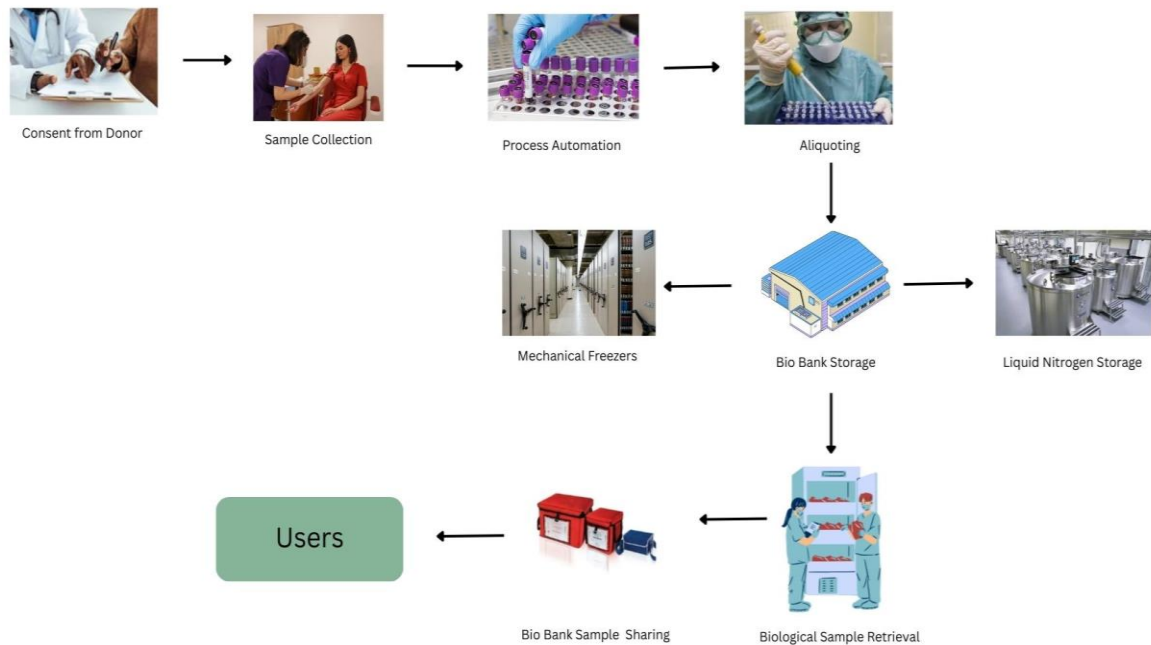 Consent from Donor
Sample Collection
Process Automation
Aliquoting
Mechanical Freezers
Bio Bank Storage
Liquid Nitrogen Storage
Users
Bio Bank Sample  Sharing
Biological Sample Retrieval